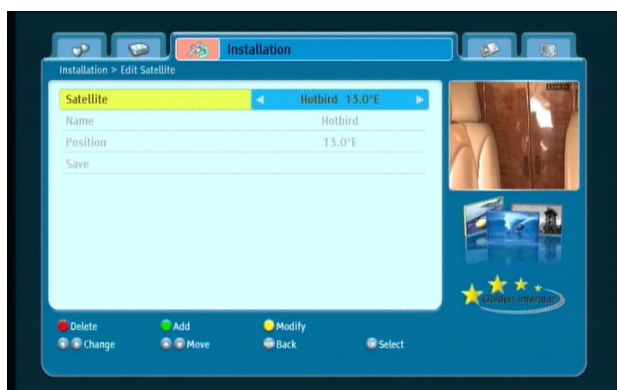 Installation
Installation > Edit Satellite
Satellite Hotbird 13.0°E
Name Hotbird
Position 13.0°E
Save
Golden Interstar
Delete Add Modify
Change Move Back Select